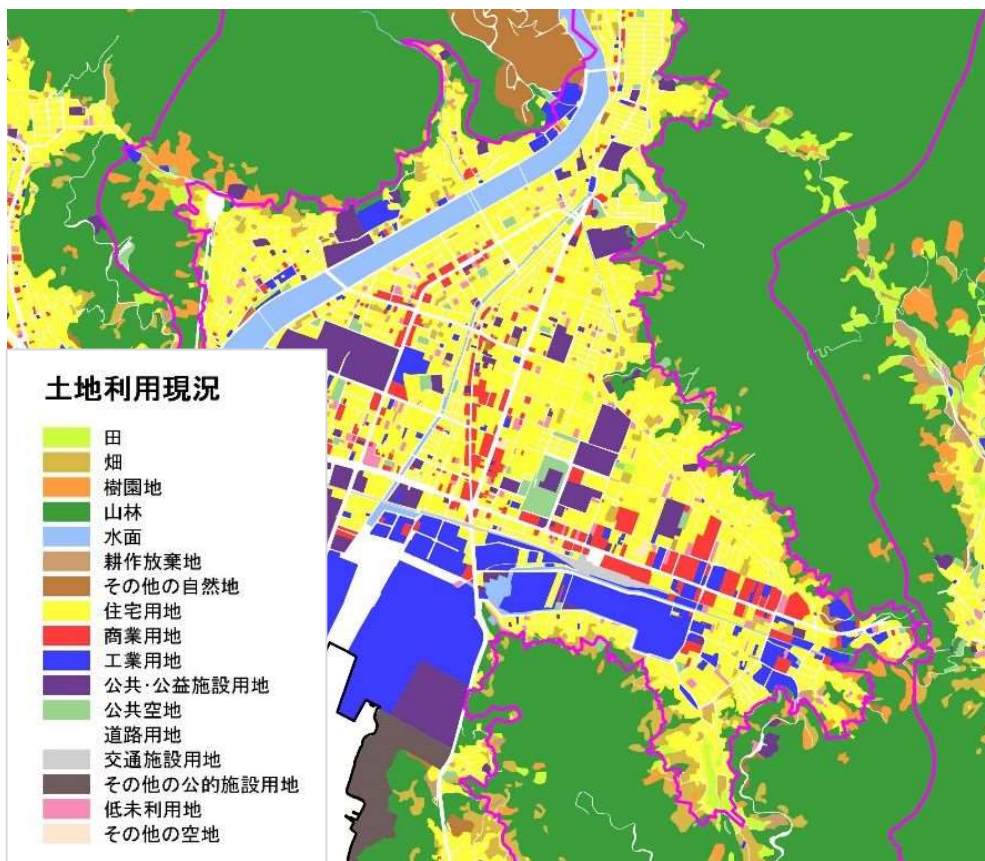 土地利用現況
田
畑
樹園地
山林
水面
耕作放棄地
その他の自然地
住宅用地
商業用地
工業用地
公共・公益施設用地
公共空地
道路用地
交通施設用地
その他の公的施設用地
低未利用地
その他の空地